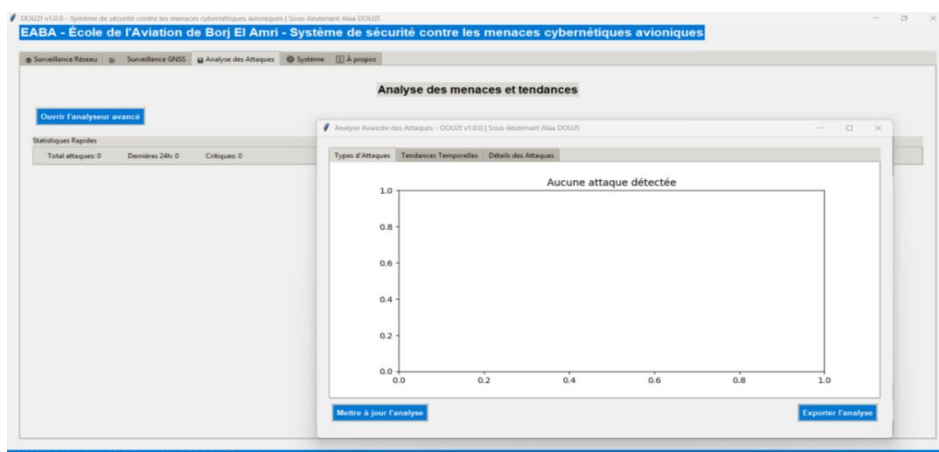 DOUZI v1.0.0 - Système de sécurité contre les menaces cybernétiques avioniques | Sous-lieutenant Alaa DOUZI
EABA - École de l'Aviation de Borj El Amri - Système de sécurité contre les menaces cybernétiques avioniques
Surveillance Réseau Surveillance GNSS Analyse des Attaques Système À propos
Analyse des menaces et tendances
Ouvrir l'analyseur avancé
Statistiques Rapides
Total attaques: 0 Dernières 24h: 0 Critiques: 0
Analyse Avancée des Attaques - DOUZI v1.0.0 | Sous-lieutenant Alaa DOUZI
Types d'Attaques Tendances Temporelles Détails des Attaques
Aucune attaque détectée
1.0
0.8
0.6
0.4
0.2
0.0
0.0 0.2 0.4 0.6 0.8 1.0
Mettre à jour l'analyse Exporter l'analyse